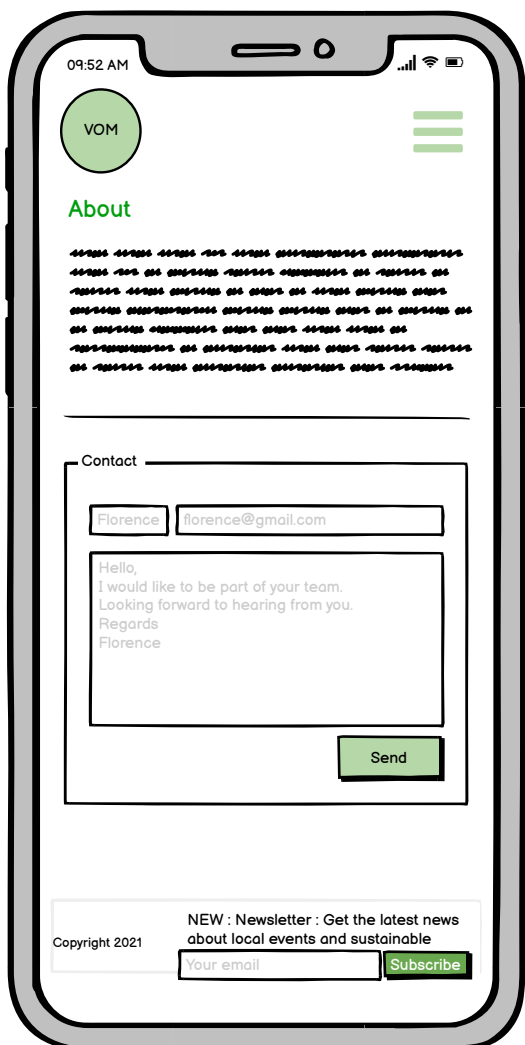 09:52 AM
VOM
About
Contact
Florence
florence@gmail.com
Hello,
I would like to be part of your team.
Looking forward to hearing from you.
Regards
Florence
Send
NEW : Newsletter : Get the latest news
about local events and sustainable
Copyright 2021
Your email
Subscribe